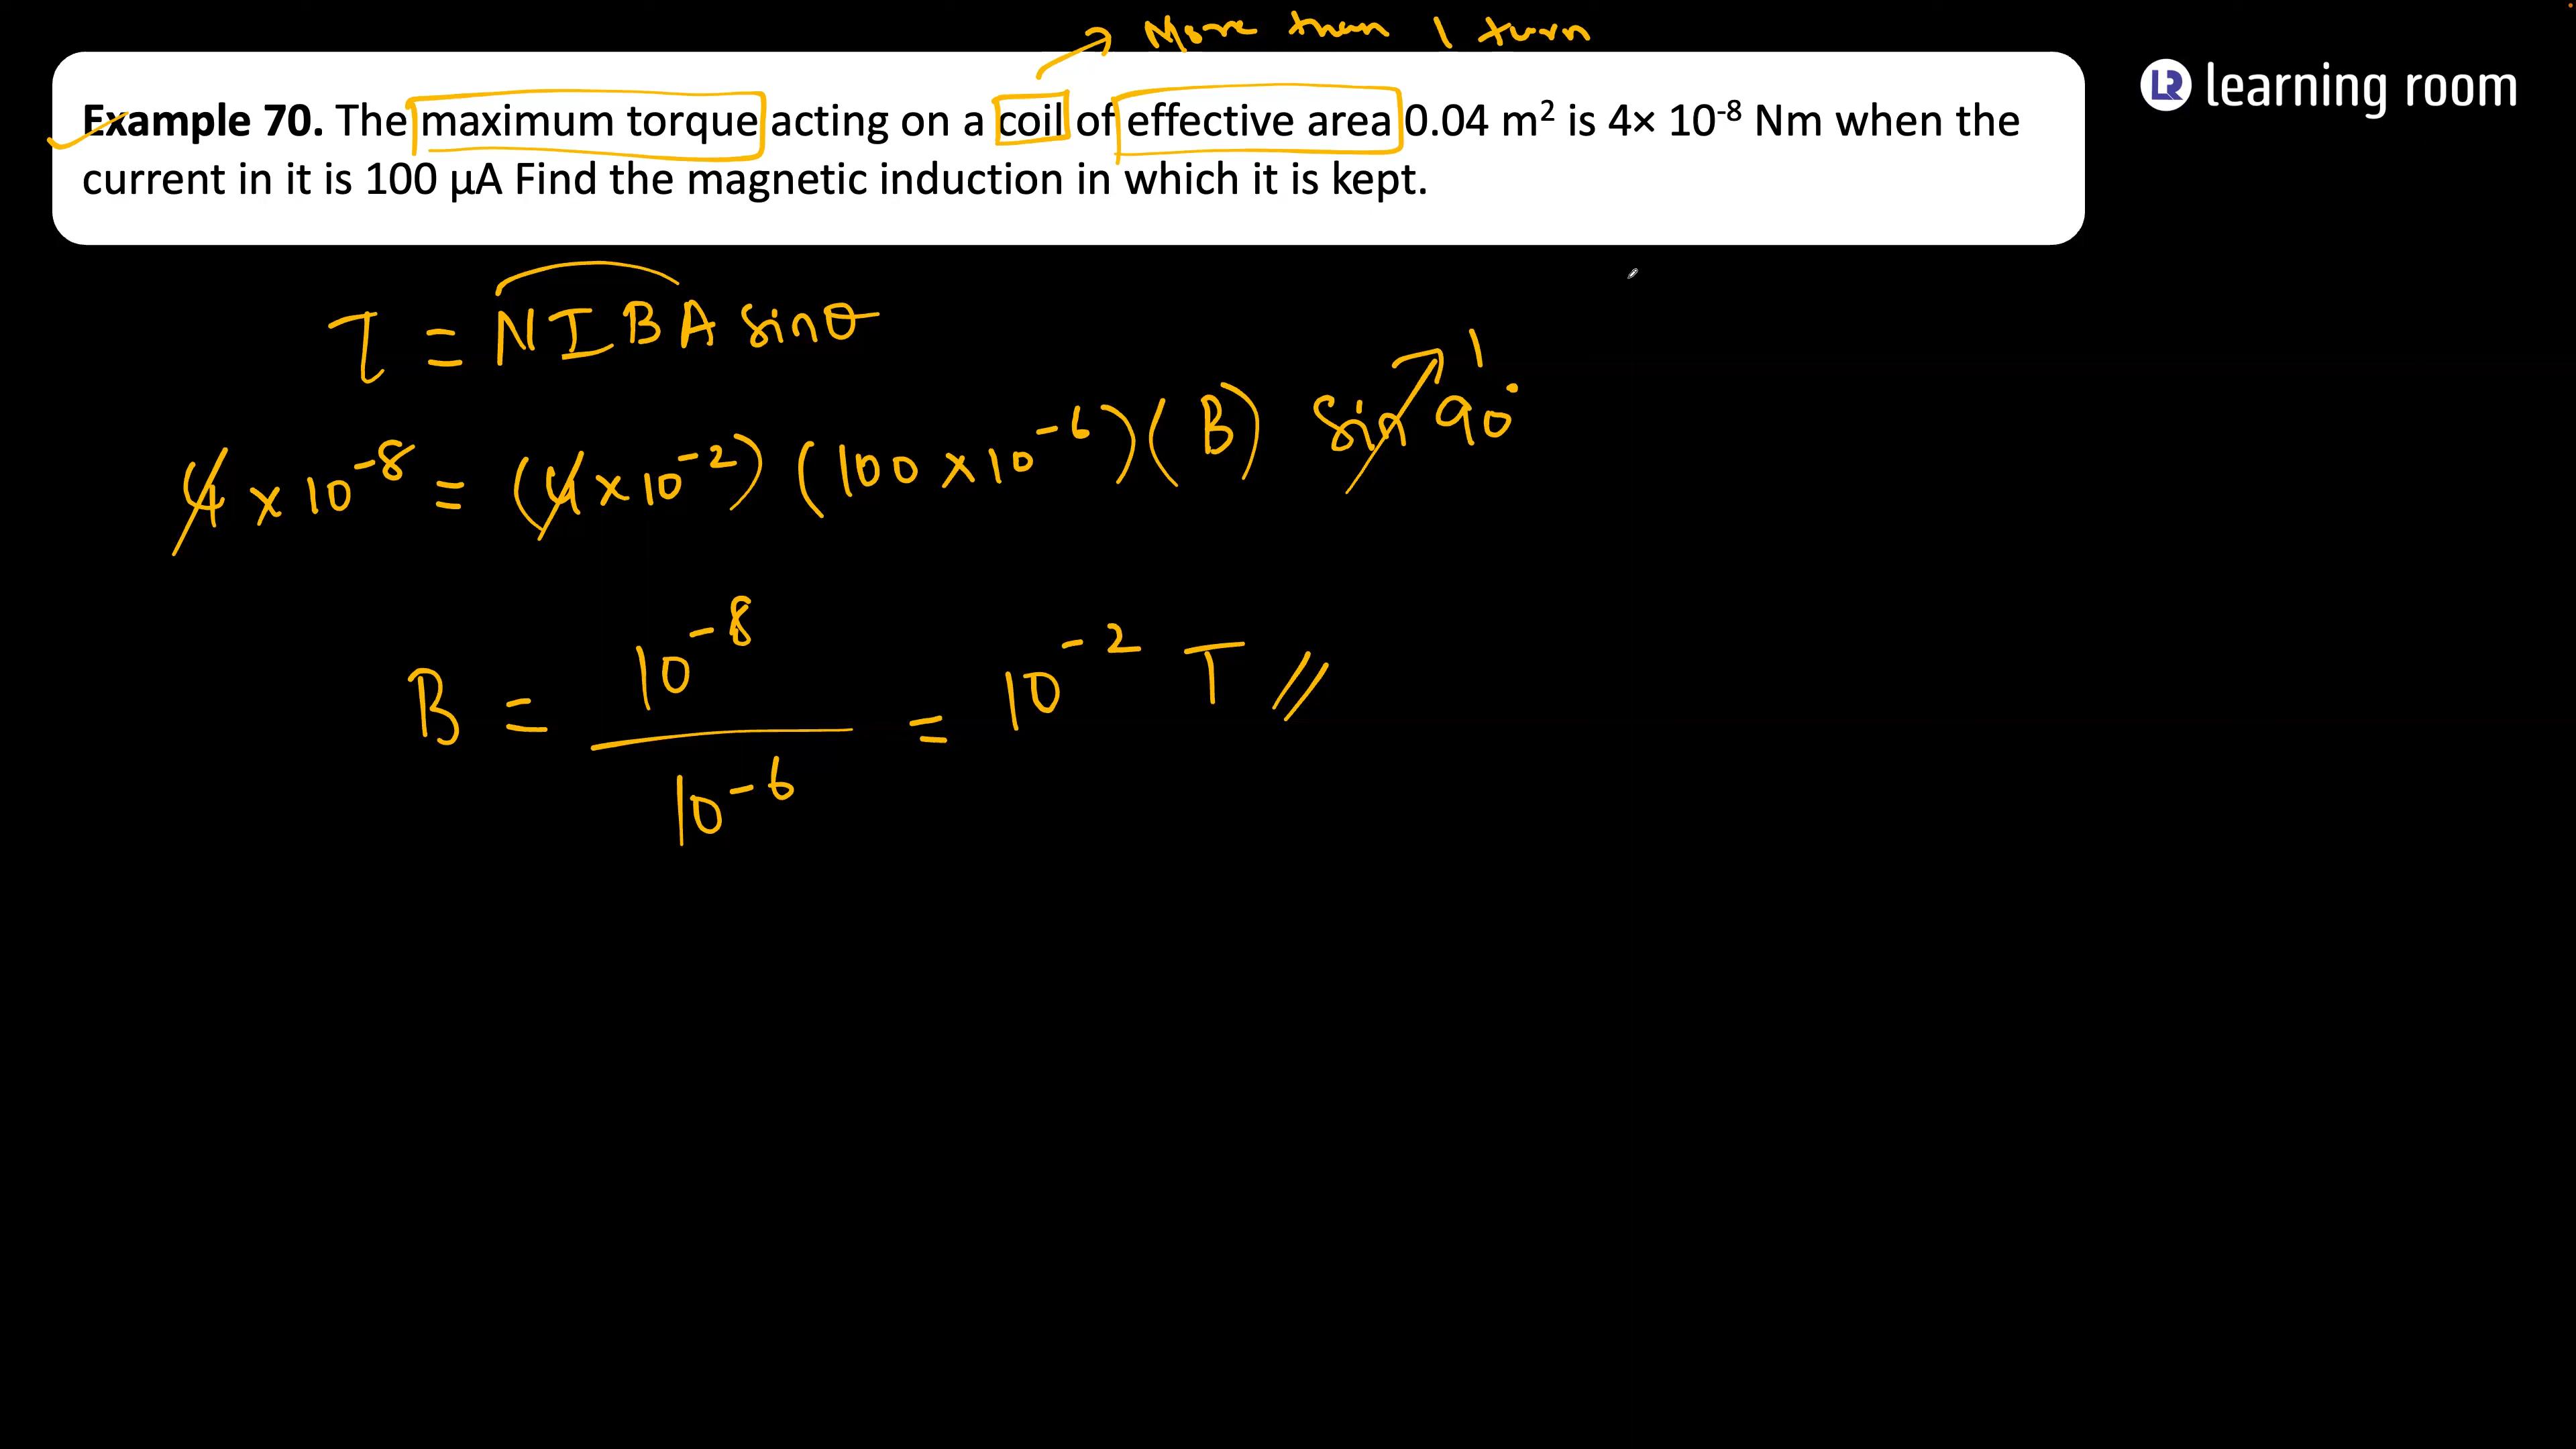 More than 1 turn
Example 70. The maximum torque acting on a coil of effective area 0.04 m² is 4× 10⁻⁸ Nm when the
current in it is 100 µA Find the magnetic induction in which it is kept.
LR learning room
τ = NIBA sinθ
4 × 10⁻⁸ = (4×10⁻²) (100 × 10⁻⁶) (B) sin 90° 1
B = 10⁻⁸ / 10⁻⁶ = 10⁻² T //